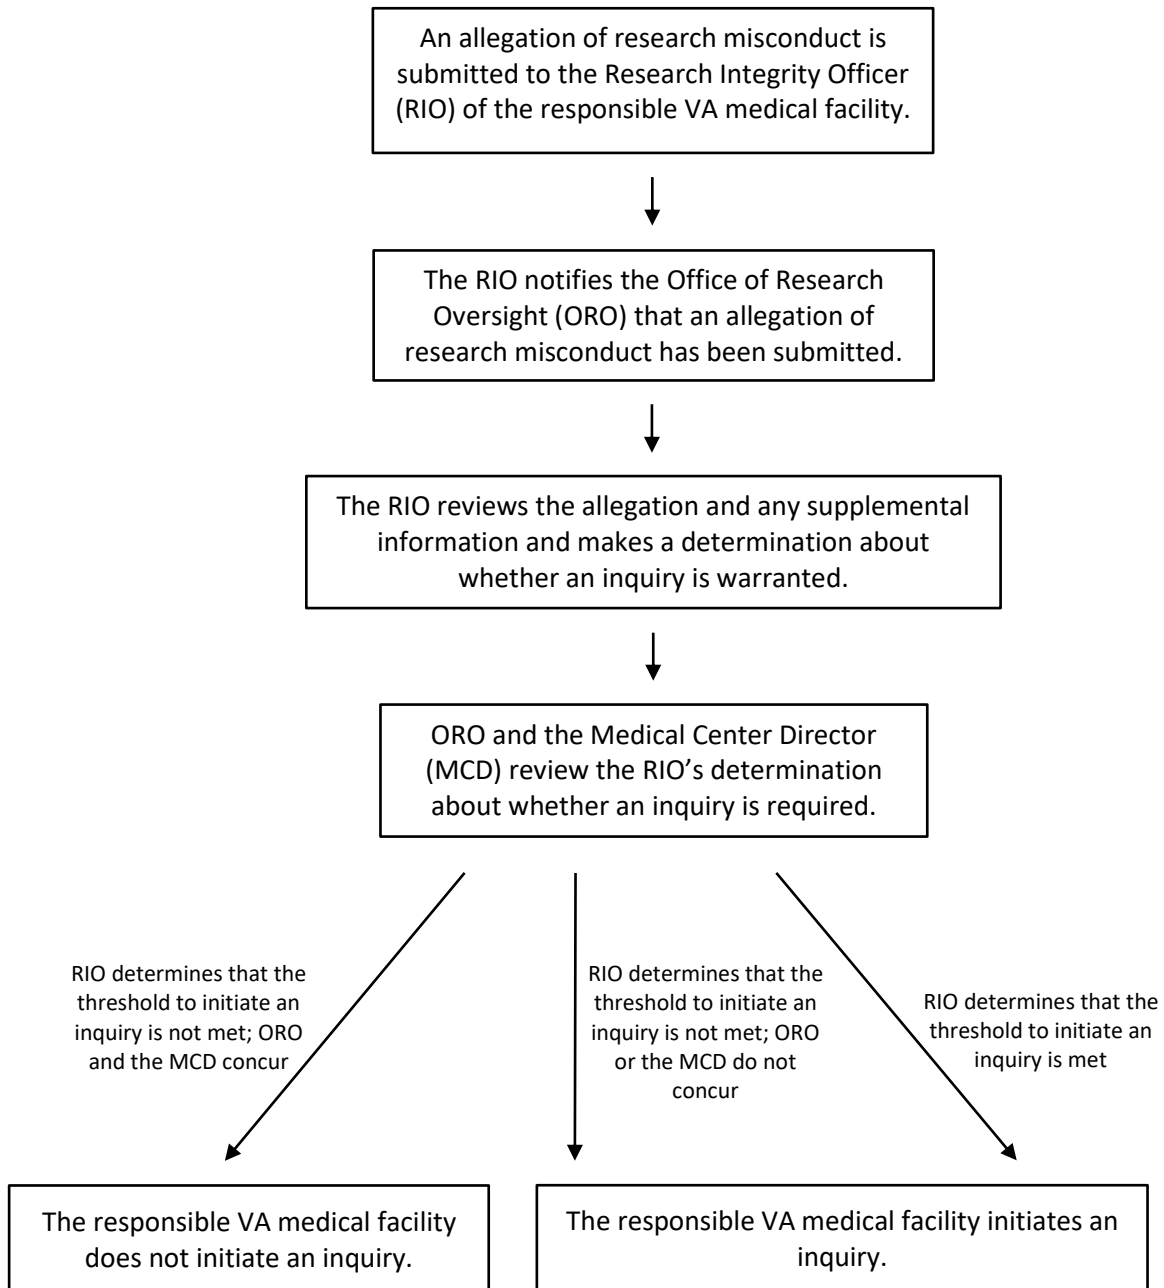 An allegation of research misconduct is
submitted to the Research Integrity Officer
(RIO) of the responsible VA medical facility.
The RIO notifies the Office of Research
Oversight (ORO) that an allegation of
research misconduct has been submitted.
The RIO reviews the allegation and any supplemental
information and makes a determination about
whether an inquiry is warranted.
ORO and the Medical Center Director
(MCD) review the RIO’s determination
about whether an inquiry is required.
RIO determines that the
threshold to initiate an
inquiry is not met; ORO
and the MCD concur
RIO determines that the
threshold to initiate an
inquiry is not met; ORO
or the MCD do not
concur
RIO determines that the
threshold to initiate an
inquiry is met
The responsible VA medical facility
does not initiate an inquiry.
The responsible VA medical facility initiates an
inquiry.